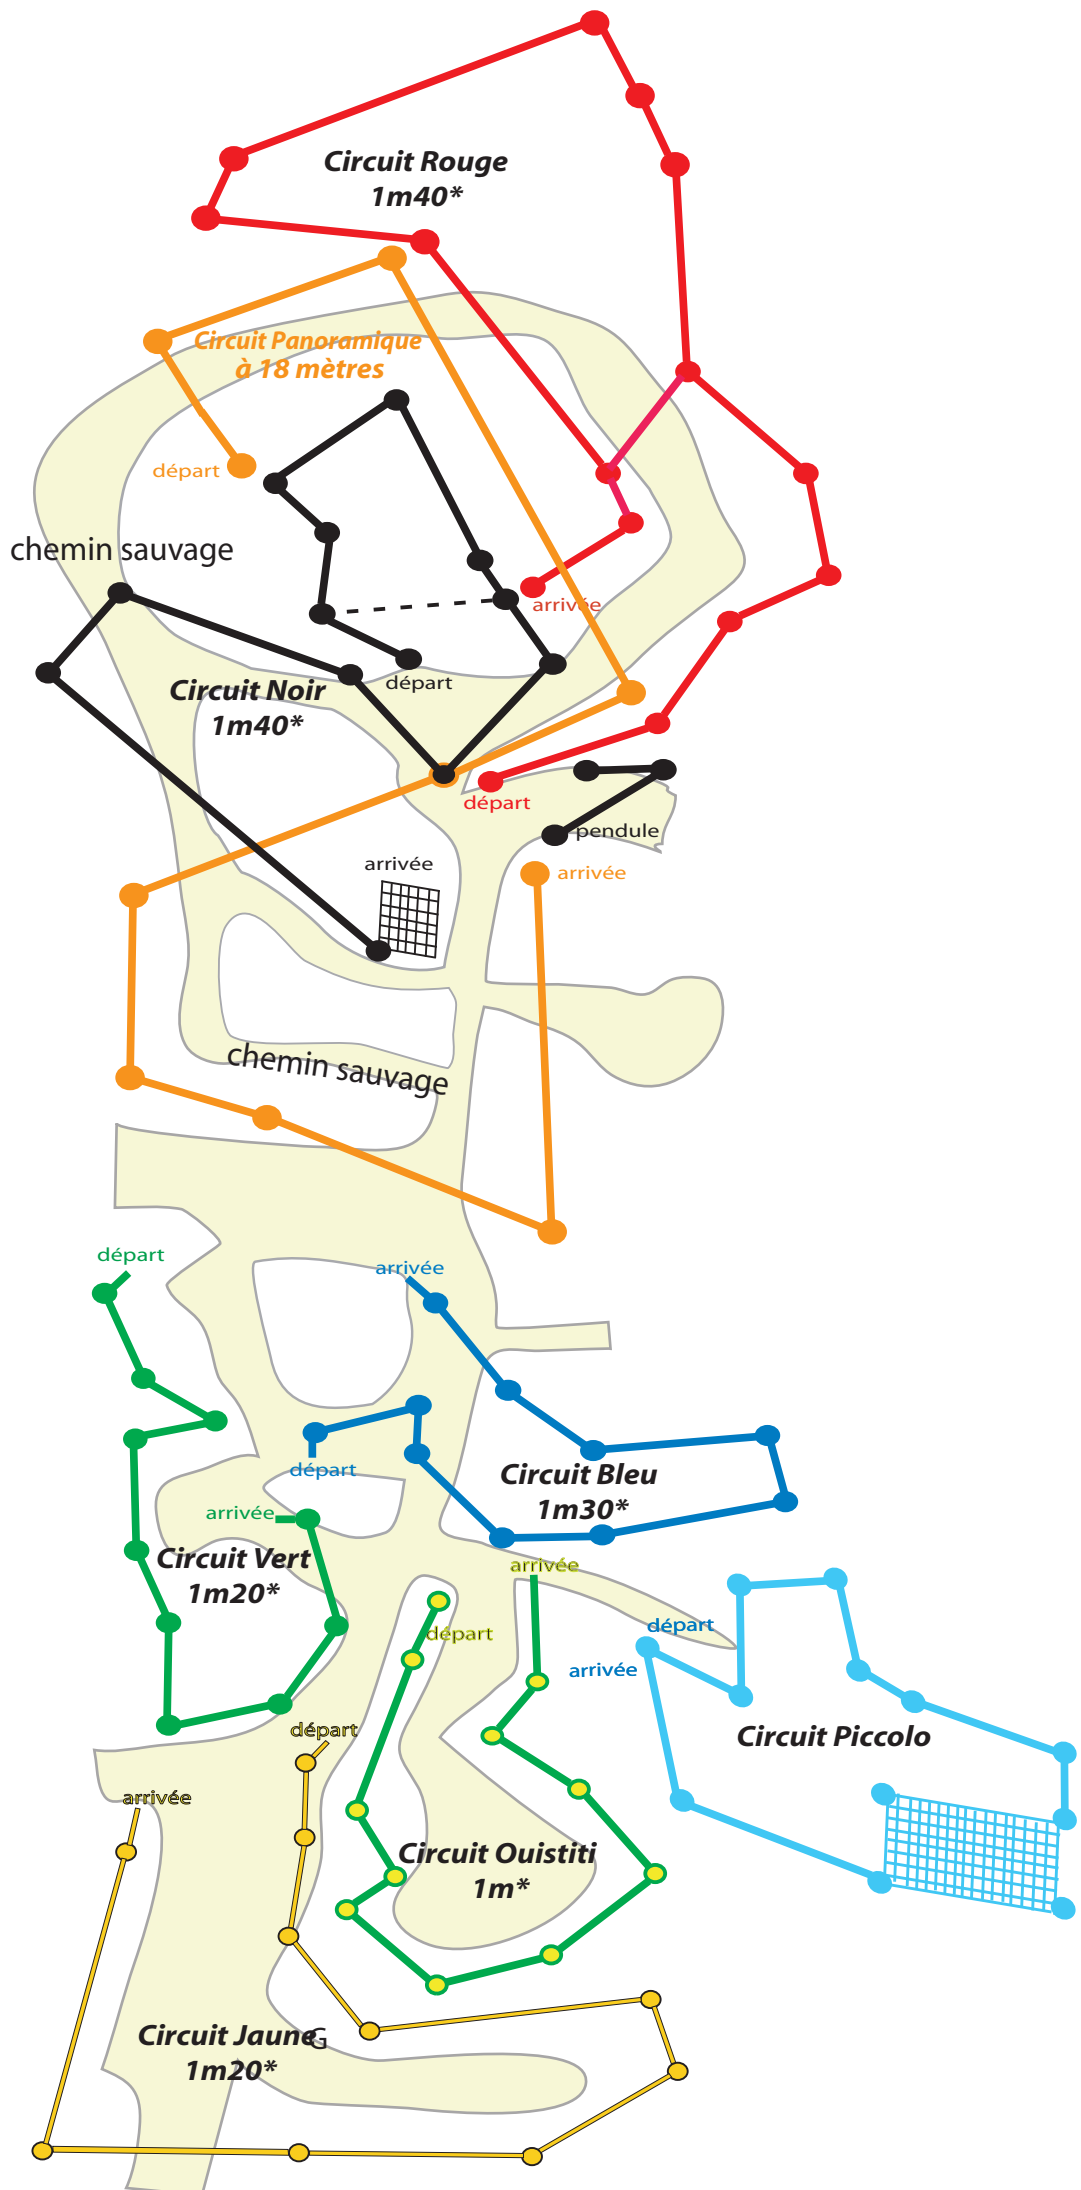 Circuit Rouge
1m40*
Circuit Panoramique
à 18 mètres
départ
chemin sauvage
arrivée
départ
Circuit Noir
1m40*
départ
pendule
arrivée
arrivée
chemin sauvage
départ
arrivée
départ
Circuit Bleu
1m30*
arrivée
Circuit Vert
1m20*
arrivée
départ
départ
arrivée
Circuit Piccolo
départ
arrivée
Circuit Ouistiti
1m*
Circuit JauneG
1m20*